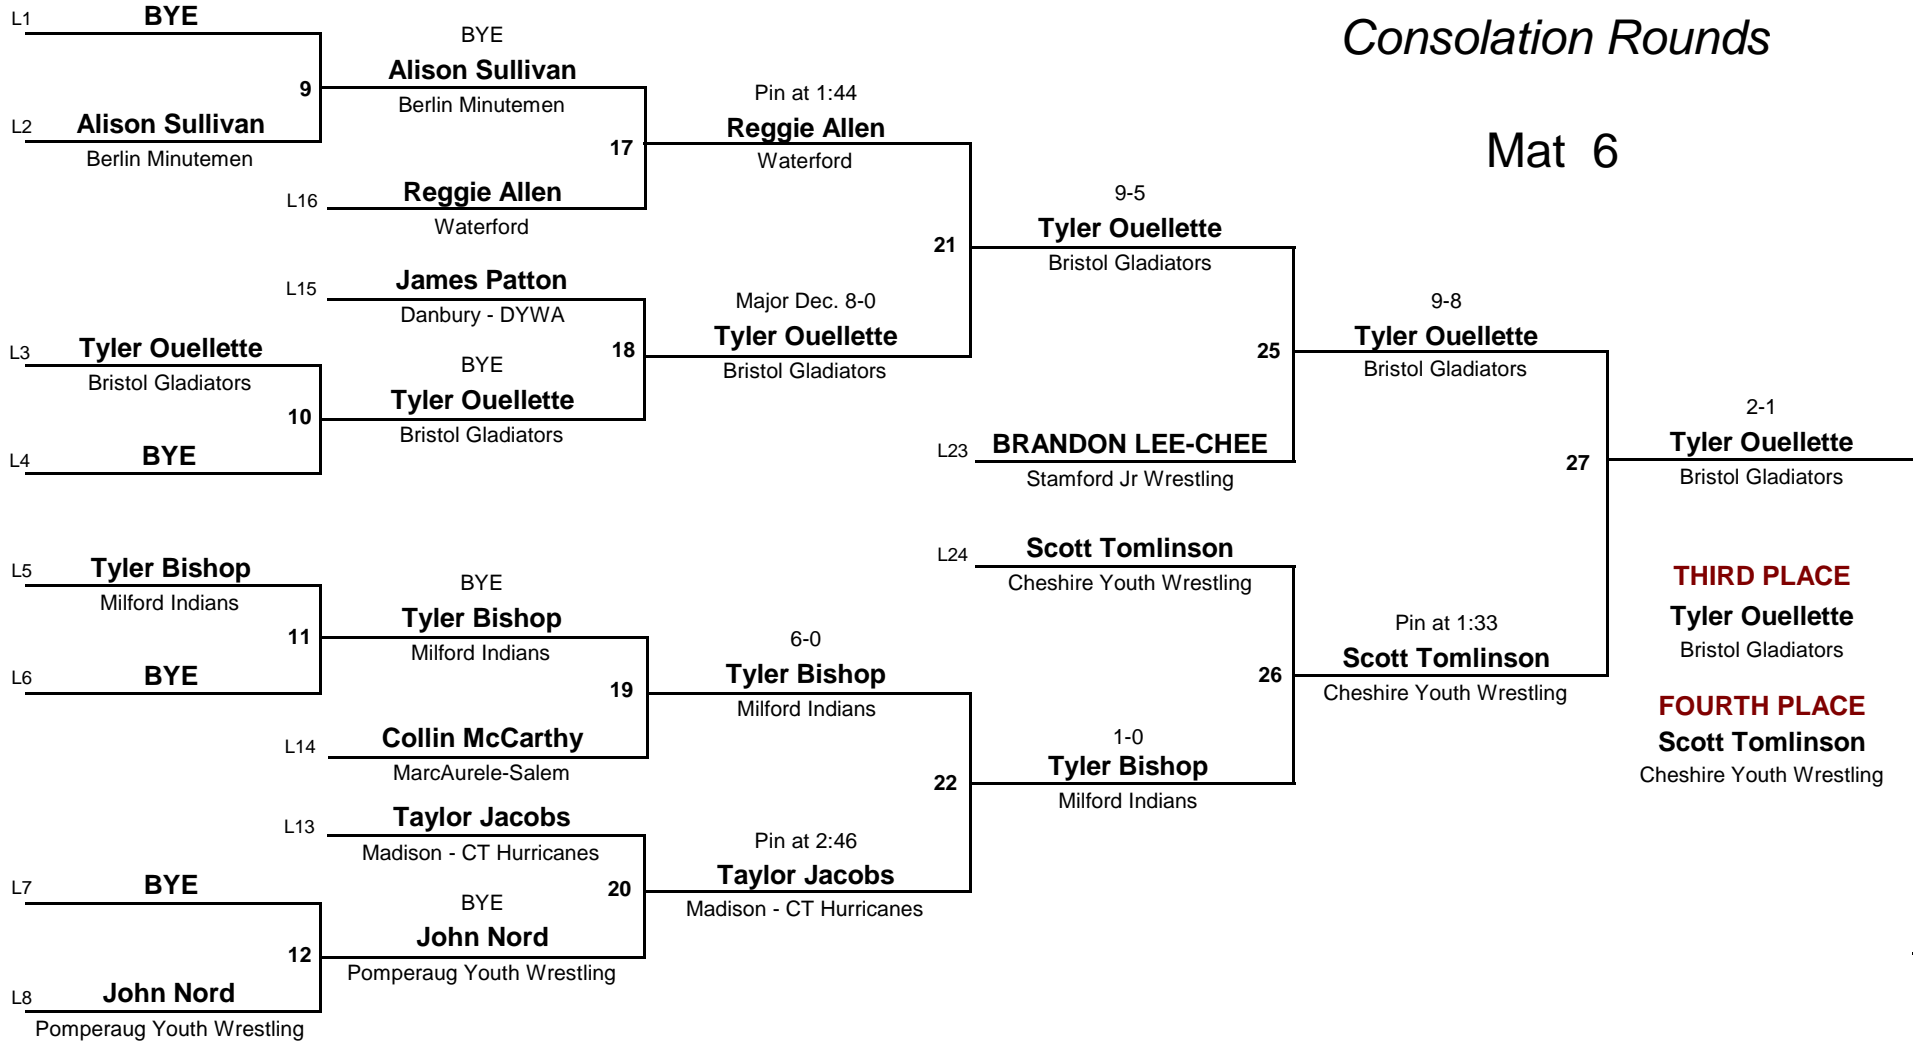 Consolation Rounds
Mat 6
L1
BYE
9
L2
Alison Sullivan
Berlin Minutemen
BYE
Alison Sullivan
Berlin Minutemen
17
L16
Reggie Allen
Waterford
Pin at 1:44
Reggie Allen
Waterford
21
L15
James Patton
Danbury - DYWA
18
L3
Tyler Ouellette
Bristol Gladiators
10
L4
BYE
BYE
Tyler Ouellette
Bristol Gladiators
Major Dec. 8-0
Tyler Ouellette
Bristol Gladiators
9-5
Tyler Ouellette
Bristol Gladiators
25
L23
BRANDON LEE-CHEE
Stamford Jr Wrestling
9-8
Tyler Ouellette
Bristol Gladiators
27
2-1
Tyler Ouellette
Bristol Gladiators
L5
Tyler Bishop
Milford Indians
11
L6
BYE
BYE
Tyler Bishop
Milford Indians
19
L14
Collin McCarthy
MarcAurele-Salem
6-0
Tyler Bishop
Milford Indians
22
L13
Taylor Jacobs
Madison - CT Hurricanes
20
L7
BYE
12
L8
John Nord
Pomperaug Youth Wrestling
BYE
John Nord
Pomperaug Youth Wrestling
Pin at 2:46
Taylor Jacobs
Madison - CT Hurricanes
L24
Scott Tomlinson
Cheshire Youth Wrestling
26
1-0
Tyler Bishop
Milford Indians
Pin at 1:33
Scott Tomlinson
Cheshire Youth Wrestling
THIRD PLACE
Tyler Ouellette
Bristol Gladiators
FOURTH PLACE
Scott Tomlinson
Cheshire Youth Wrestling